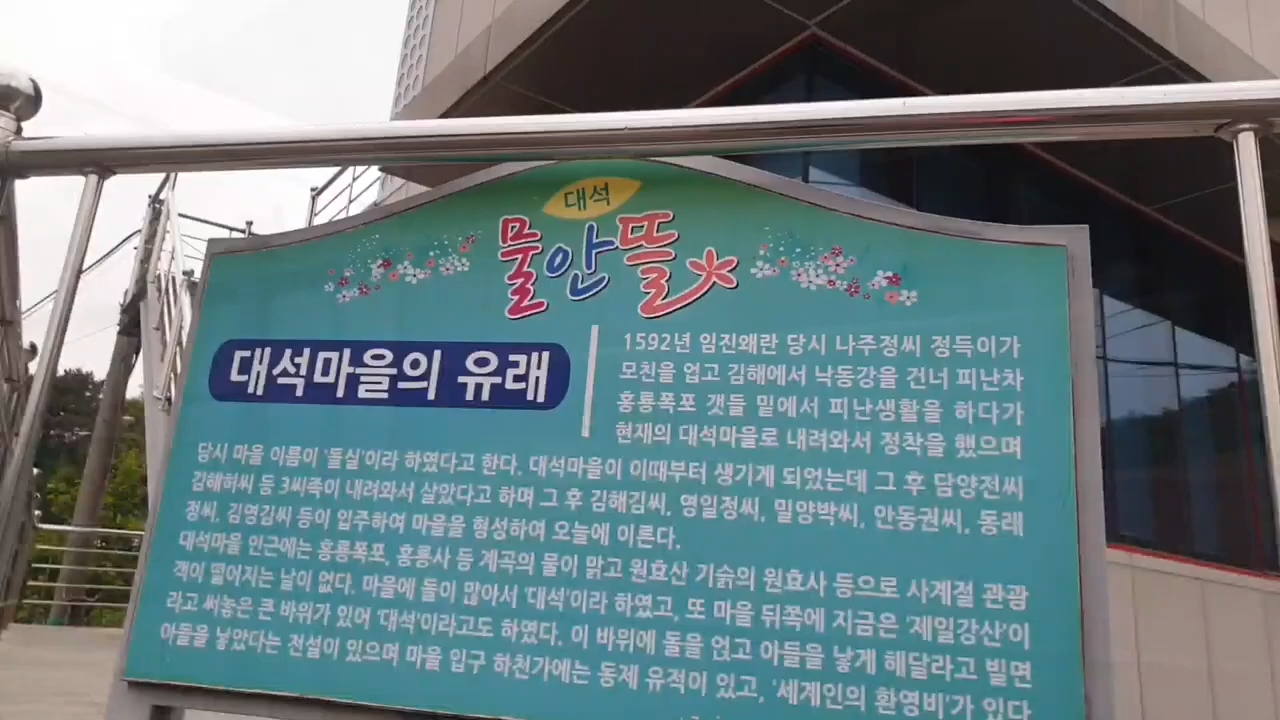 대석
물안뜰
대석마을의 유래
1592년 임진왜란 당시 나주정씨 정득이가
모친을 업고 김해에서 낙동강을 건너 피난차
홍룡폭포 갯들 밑에서 피난생활을 하다가
현재의 대석마을로 내려와서 정착을 했으며
당시 마을 이름이 '돌실'이라 하였다고 한다. 대석마을이 이때부터 생기게 되었는데 그 후 담양전씨
김해허씨 등 3씨족이 내려와서 살았다고 하며 그 후 김해김씨, 영일정씨, 밀양박씨, 안동권씨, 동래
정씨, 김영김씨 등이 입주하여 마을을 형성하여 오늘에 이른다.
대석마을 인근에는 홍룡폭포, 홍룡사 등 계곡의 물이 맑고 원효산 기슭의 원효사 등으로 사계절 관광
객이 떨어지는 날이 없다. 마을에 돌이 많아서 '대석'이라 하였고, 또 마을 뒤쪽에 지금은 '제일강산'이
라고 써놓은 큰 바위가 있어 '대석'이라고도 하였다. 이 바위에 돌을 얹고 아들을 낳게 해달라고 빌면
아들을 낳았다는 전설이 있으며 마을 입구 하천가에는 동제 유적이 있고, '세계인의 환영비'가 있다